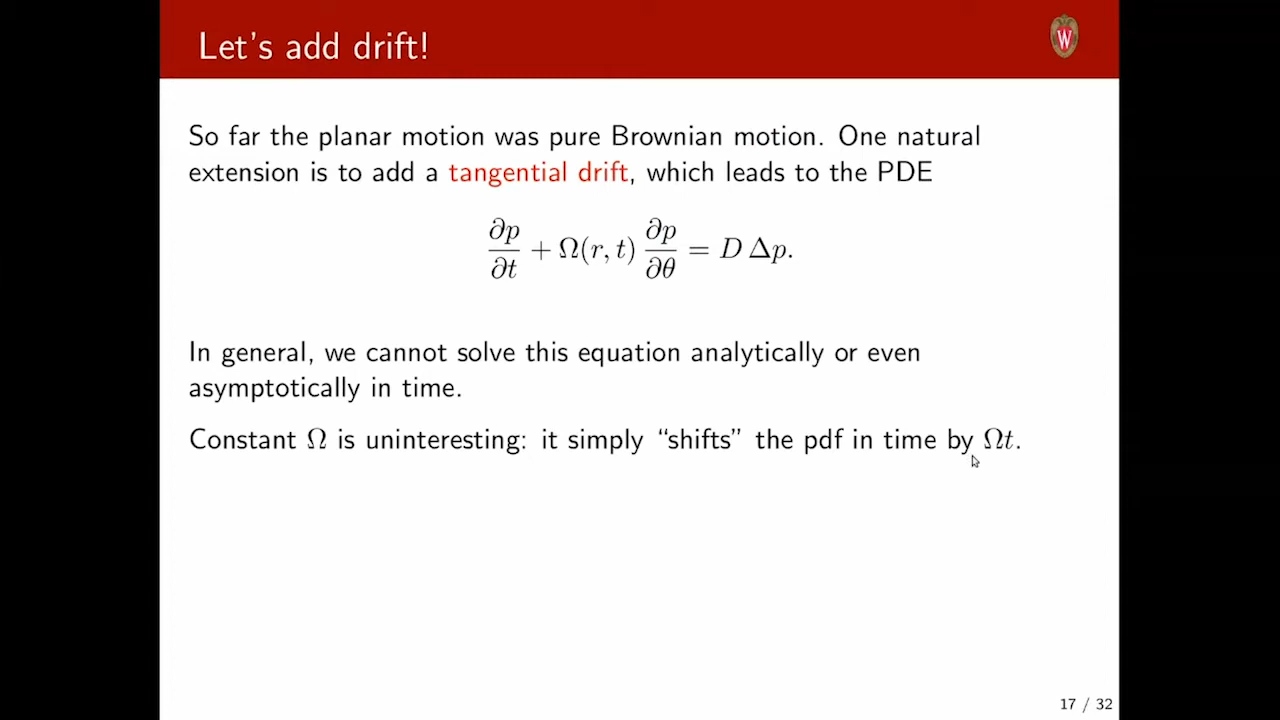 Let's add drift!
W
So far the planar motion was pure Brownian motion. One natural
extension is to add a tangential drift, which leads to the PDE
∂p/∂t + Ω(r, t) ∂p/∂θ = D Δp.
In general, we cannot solve this equation analytically or even
asymptotically in time.
Constant Ω is uninteresting: it simply “shifts” the pdf in time by Ωt.
17 / 32